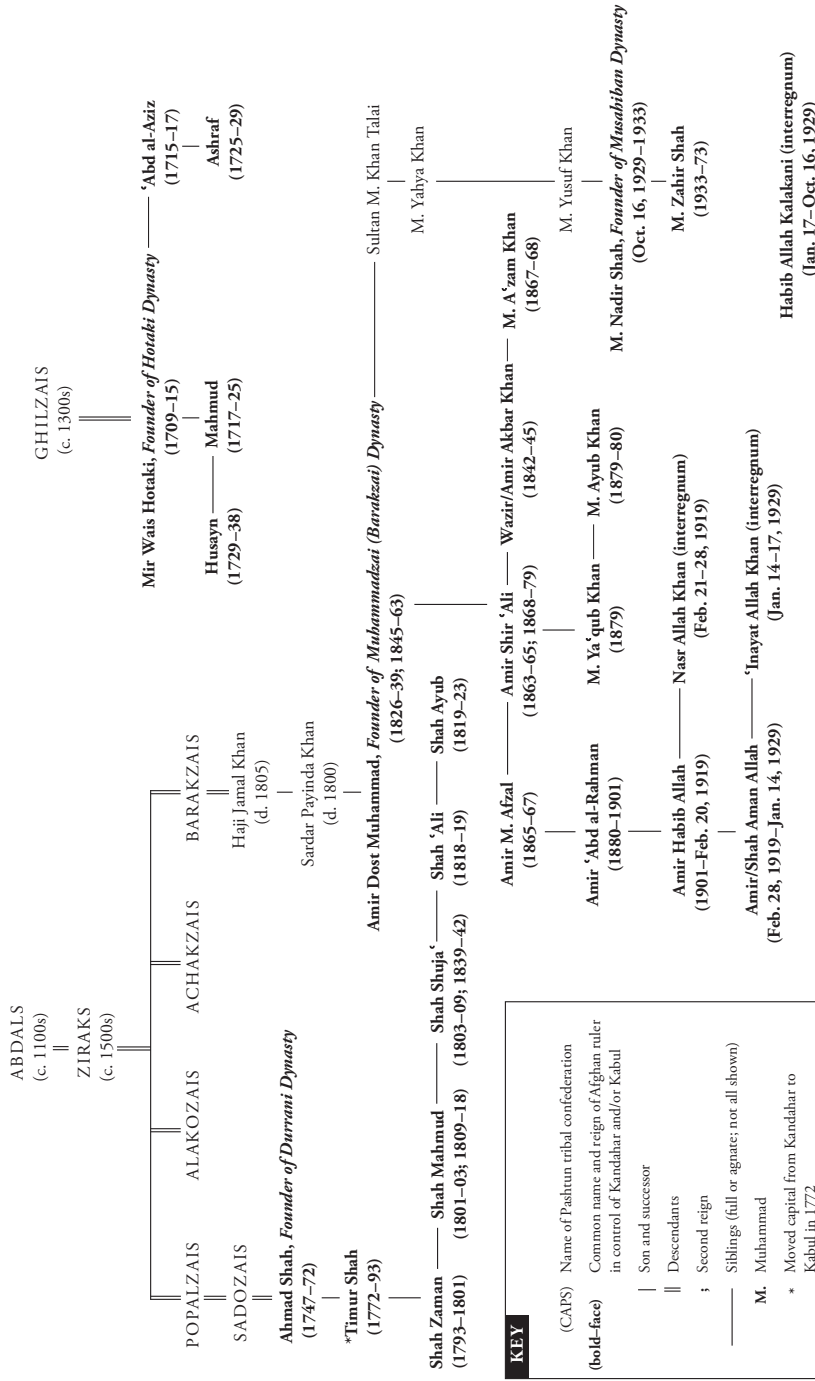 ABDALS
(c. 1100s)
ZIRAKS
(c. 1500s)
POPALZAIS
ALAKOZAIS
ACHAKZAIS
BARAKZAIS
SADOZAIS
Ahmad Shah, Founder of Durrani Dynasty
(1747–72)
*Timur Shah
(1772–93)
Shah Zaman
(1793–1801)
Shah Mahmud
(1801–03; 1809–18)
Shah Shujaʿ
(1803–09; 1839–42)
Shah ʿAli
(1818–19)
Shah Ayub
(1819–23)
Haji Jamal Khan
(d. 1805)
Sardar Payinda Khan
(d. 1800)
Amir Dost Muhammad, Founder of Muhammadzai (Barakzai) Dynasty
(1826–39; 1845–63)
Sultan M. Khan Talai
M. Yahya Khan
M. Yusuf Khan
M. Nadir Shah, Founder of Musahiban Dynasty
(Oct. 16, 1929–1933)
M. Zahir Shah
(1933–73)
Amir M. Afzal
(1865–67)
Amir Shir ʿAli
(1863–65; 1868–79)
Wazir/Amir Akbar Khan
(1842–45)
M. Aʿzam Khan
(1867–68)
Amir ʿAbd al-Rahman
(1880–1901)
M. Yaʿqub Khan
(1879)
M. Ayub Khan
(1879–80)
Amir Habib Allah
(1901–Feb. 20, 1919)
Nasr Allah Khan (interregnum)
(Feb. 21–28, 1919)
Amir/Shah Aman Allah
(Feb. 28, 1919–Jan. 14, 1929)
ʿInayat Allah Khan (interregnum)
(Jan. 14–17, 1929)
Habib Allah Kalakani (interregnum)
(Jan. 17–Oct. 16, 1929)
GHILZAIS
(c. 1300s)
Mir Wais Hotaki, Founder of Hotaki Dynasty
(1709–15)
ʿAbd al-Aziz
(1715–17)
Husayn
(1729–38)
Mahmud
(1717–25)
Ashraf
(1725–29)
KEY
(CAPS) Name of Pashtun tribal confederation
(bold–face) Common name and reign of Afghan ruler
in control of Kandahar and/or Kabul
| Son and successor
|| Descendants
; Second reign
—— Siblings (full or agnate; not all shown)
M. Muhammad
* Moved capital from Kandahar to
Kabul in 1772